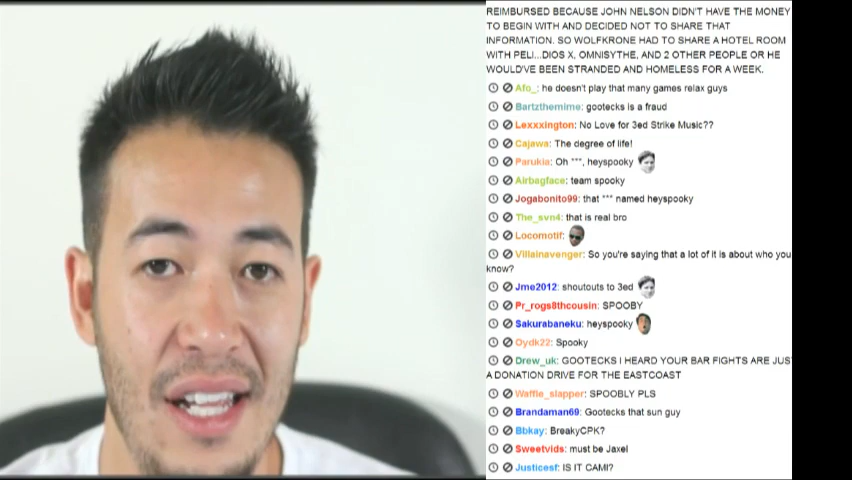 REIMBURSED BECAUSE JOHN NELSON DIDN'T HAVE THE MONEY
TO BEGIN WITH AND DECIDED NOT TO SHARE THAT
INFORMATION. SO WOLFKRONE HAD TO SHARE A HOTEL ROOM
WITH PELI...DIOS X, OMNISYTHE, AND 2 OTHER PEOPLE OR HE
WOULD'VE BEEN STRANDED AND HOMELESS FOR A WEEK.
Afo_: he doesn't play that many games relax guys
Bartzthemime: gootecks is a fraud
Lexxxington: No Love for 3ed Strike Music??
Cajawa: The degree of life!
Parukia: Oh ***, heyspooky
Airbagface: team spooky
Jogabonito99: that *** named heyspooky
The_svn4: that is real bro
Locomotif:
Villainavenger: So you're saying that a lot of it is about who you
know?
Jme2012: shoutouts to 3ed
Pr_rogs8thcousin: SPOOBY
Sakurabaneku: heyspooky
Oydk22: Spooky
Drew_uk: GOOTECKS I HEARD YOUR BAR FIGHTS ARE JUS
A DONATION DRIVE FOR THE EASTCOAST
Waffle_slapper: SPOOBLY PLS
Brandaman69: Gootecks that sun guy
Bbkay: BreakyCPK?
Sweetvids: must be Jaxel
Justicesf: IS IT CAMI?